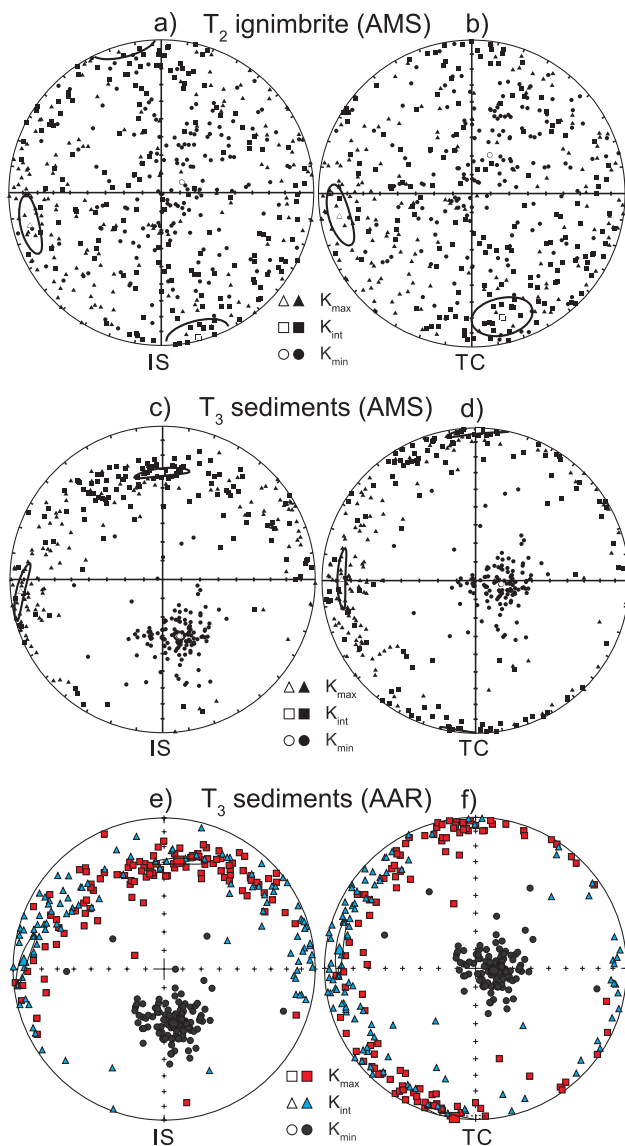 T2 ignimbrite (AMS)
a) b)
Kmax
Kint
Kmin
IS TC
T3 sediments (AMS)
c) d)
Kmax
Kint
Kmin
IS TC
T3 sediments (AAR)
e) f)
Kmax
Kint
Kmin
IS TC